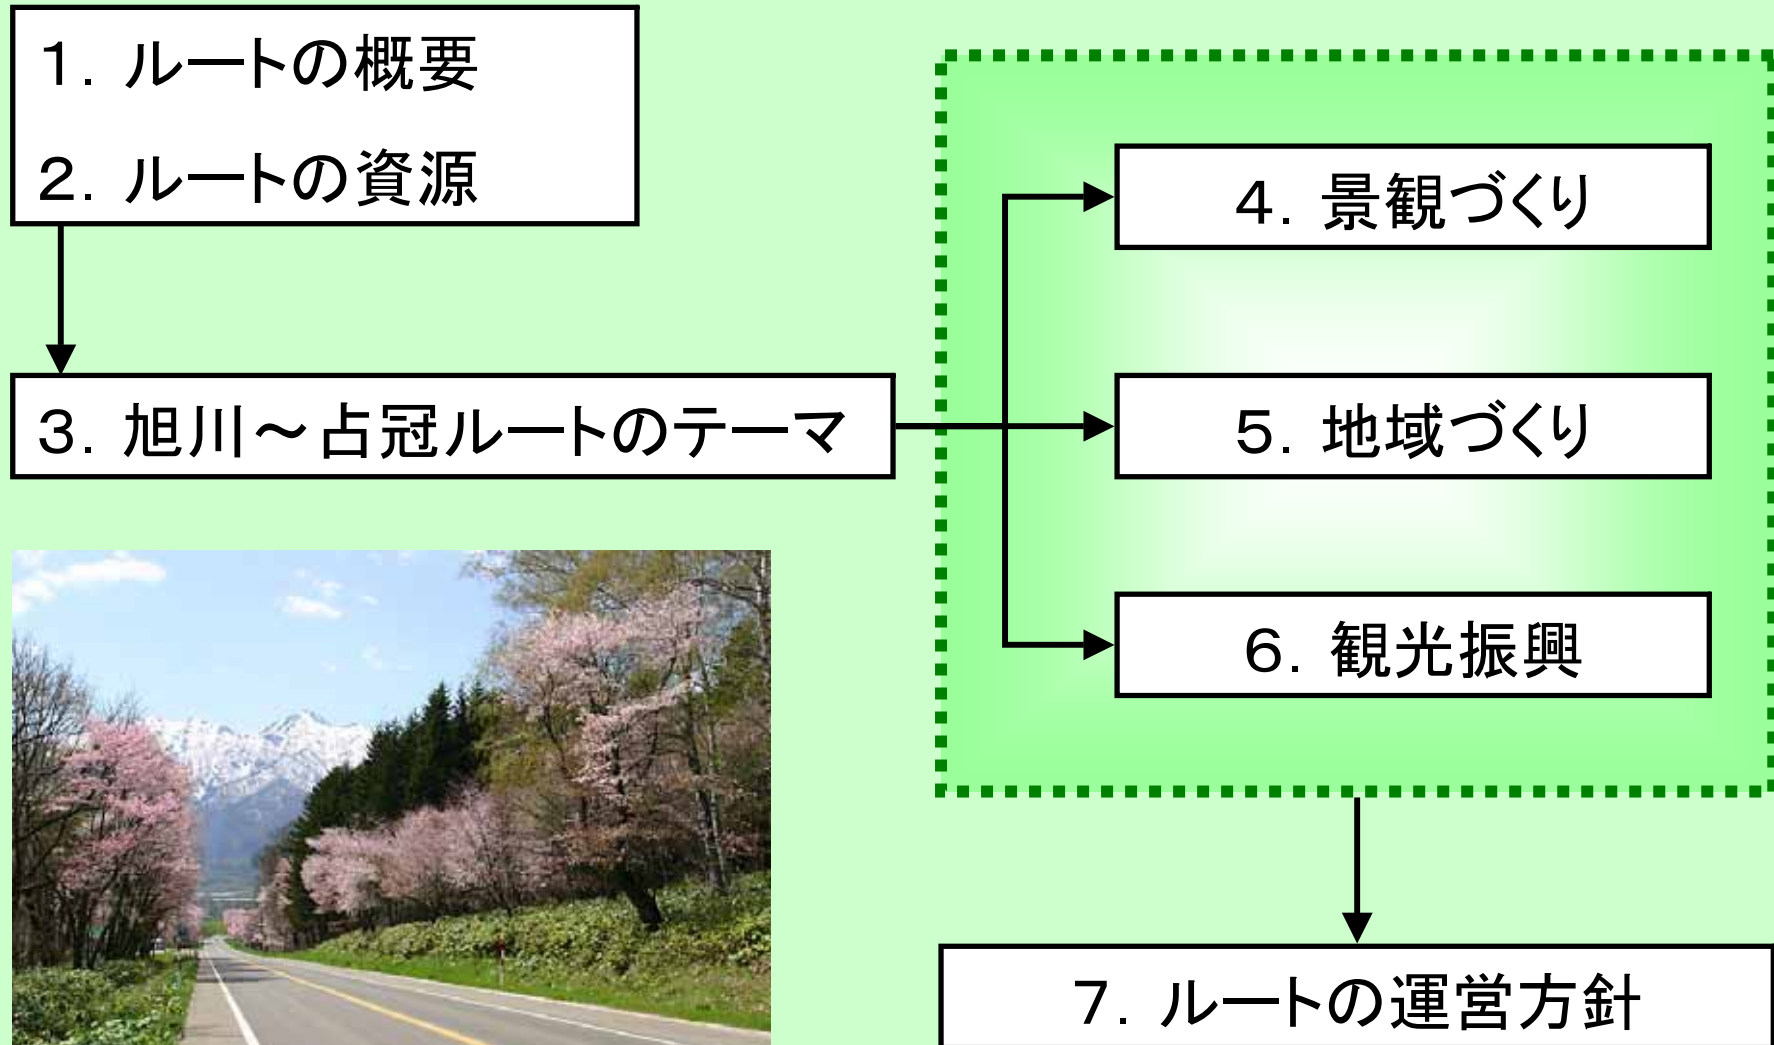 １．ルートの概要
２．ルートの資源
３．旭川～占冠ルートのテーマ
４．景観づくり
５．地域づくり
６．観光振興
７．ルートの運営方針